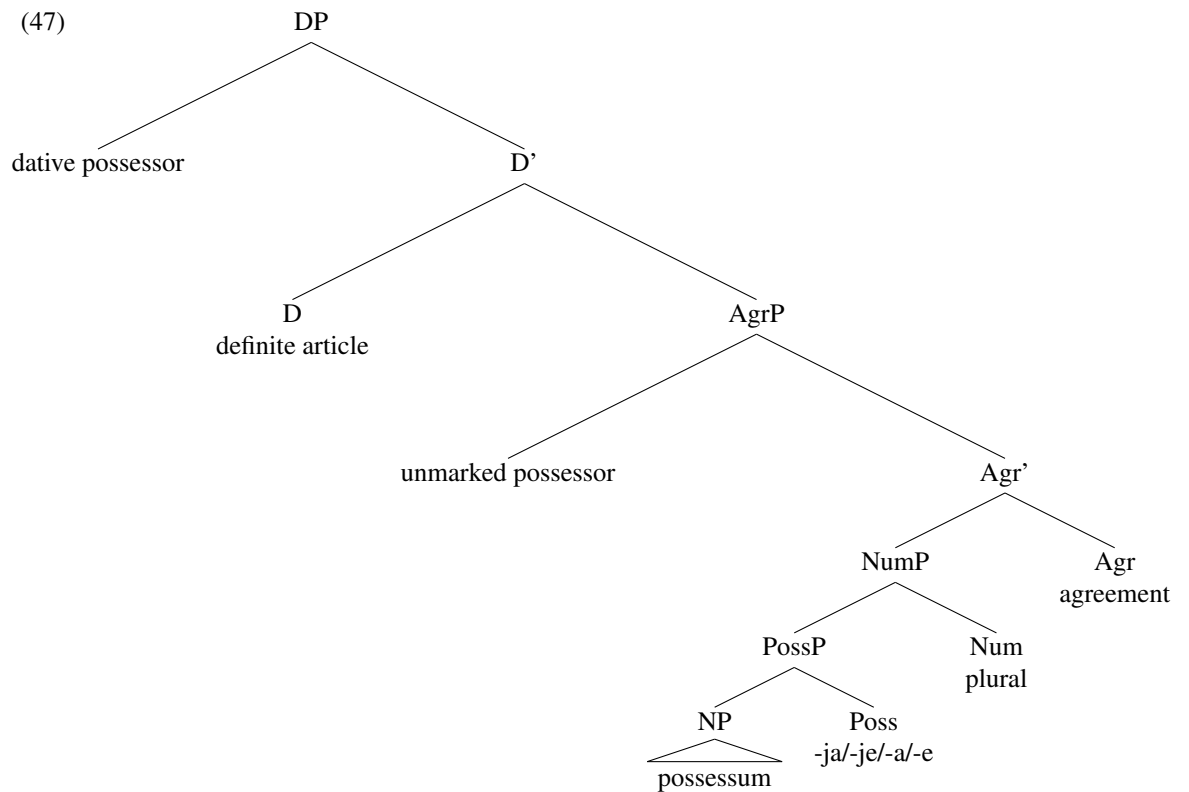 (47)
DP
dative possessor
D’
D
definite article
AgrP
unmarked possessor
Agr’
NumP
Agr
agreement
PossP
Num
plural
NP
Poss
-ja/-je/-a/-e
possessum